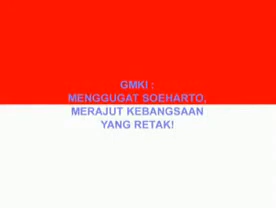 GMKI :
MENGGUGAT SOEHARTO,
MERAJUT KEBANGSAAN
YANG RETAK!